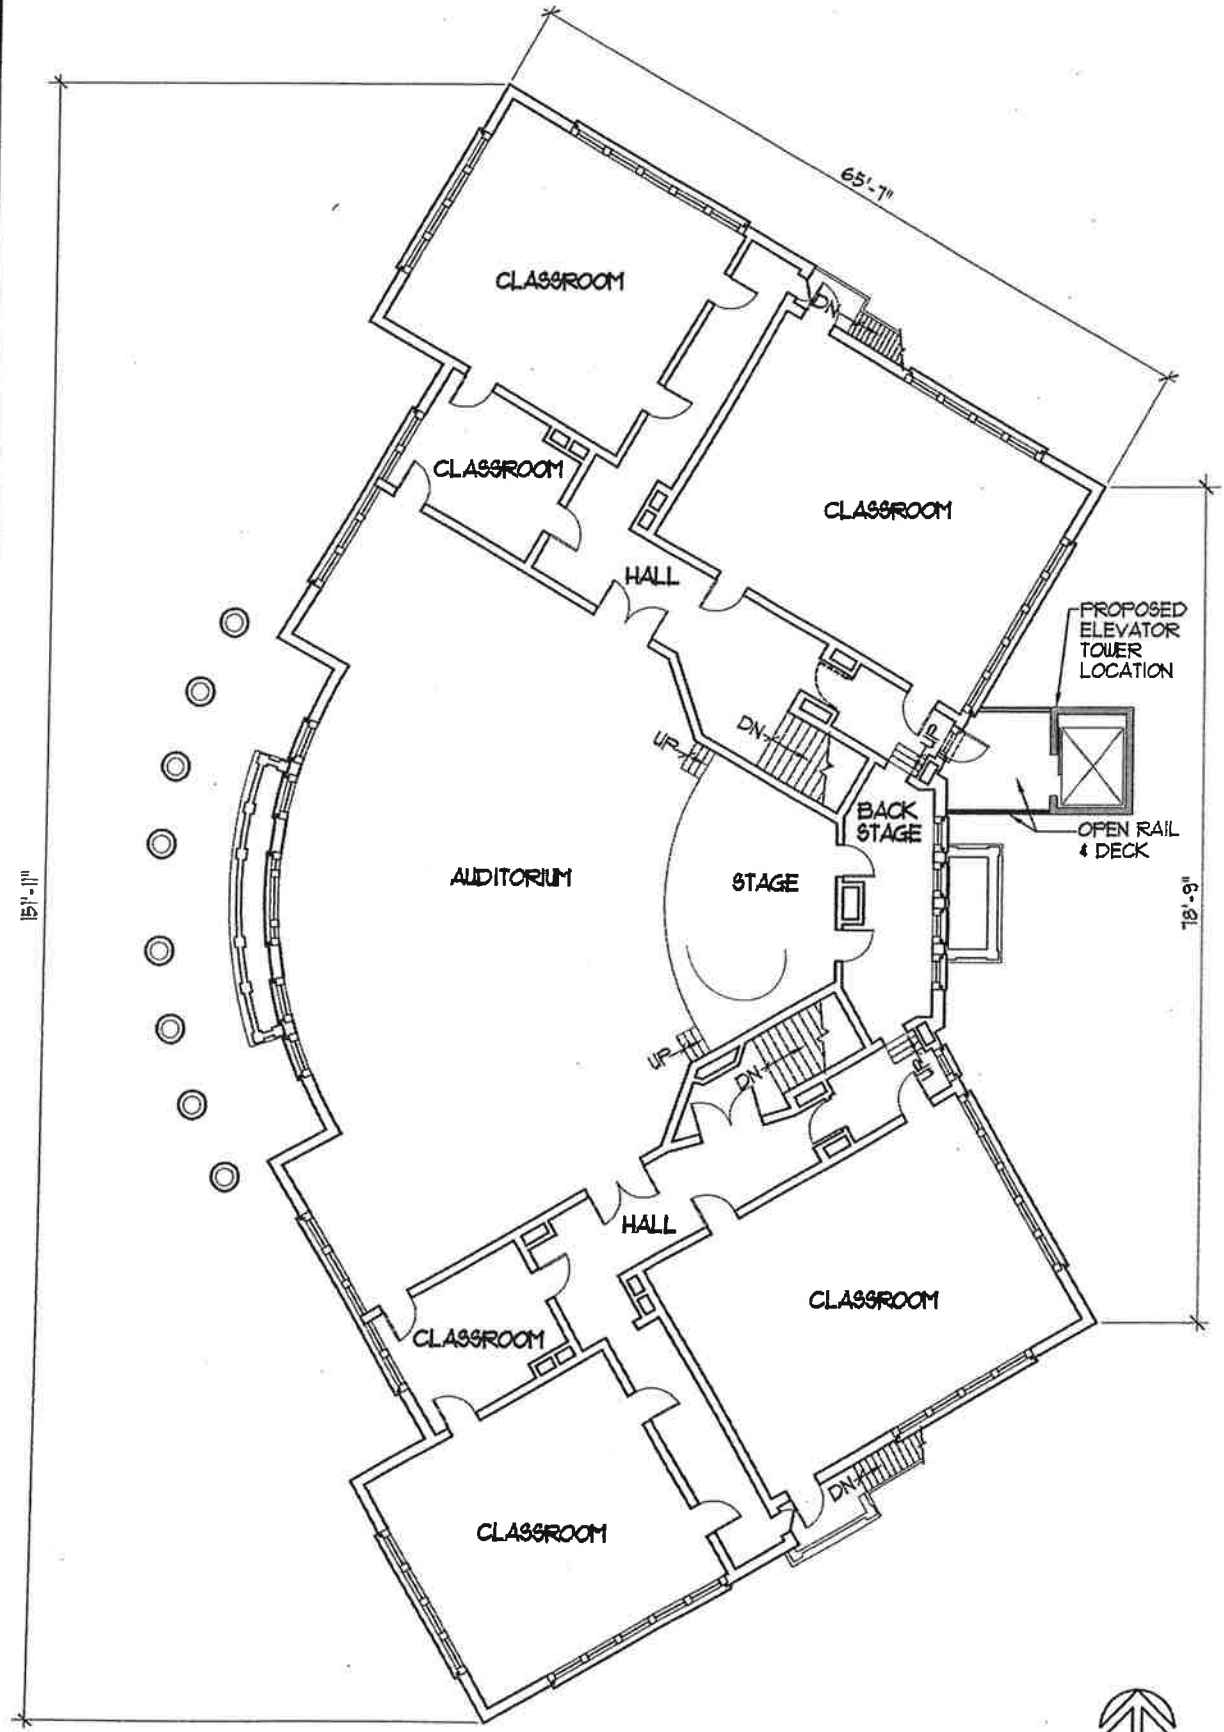 65'-7"
CLASSROOM
DN
CLASSROOM
CLASSROOM
HALL
PROPOSED
ELEVATOR
TOWER
LOCATION
UP
DN
UP
BACK
STAGE
OPEN RAIL
& DECK
AUDITORIUM
STAGE
151'-11"
78'-9"
UP
DN
UP
HALL
CLASSROOM
CLASSROOM
DN
CLASSROOM